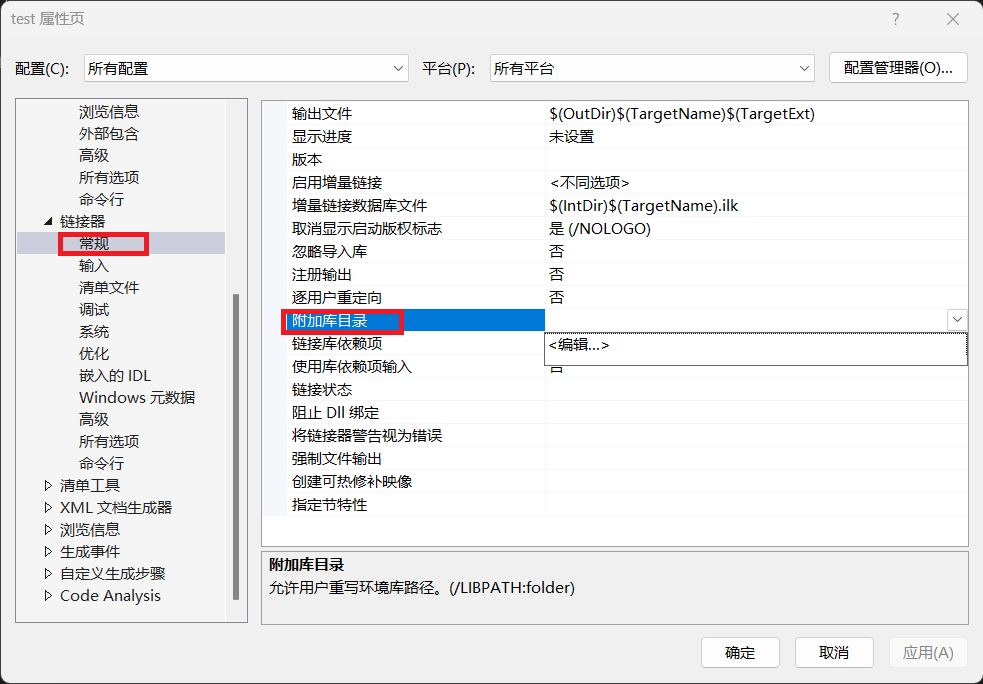 test 属性页
配置(C): 所有配置 平台(P): 所有平台 配置管理器(O)...
浏览信息
外部包含
高级
所有选项
命令行
链接器
常规
输入
清单文件
调试
系统
优化
嵌入的 IDL
Windows 元数据
高级
所有选项
命令行
清单工具
XML 文档生成器
浏览信息
生成事件
自定义生成步骤
Code Analysis
输出文件 $(OutDir)$(TargetName)$(TargetExt)
显示进度 未设置
版本
启用增量链接 <不同选项>
增量链接数据库文件 $(IntDir)$(TargetName).ilk
取消显示启动版权标志 是 (/NOLOGO)
忽略导入库 否
注册输出 否
逐用户重定向 否
附加库目录
链接库依赖项 <编辑...>
使用库依赖项输入 否
链接状态
阻止 Dll 绑定
将链接器警告视为错误
强制文件输出
创建可热修补映像
指定节特性
附加库目录
允许用户重写环境库路径。(/LIBPATH:folder)
确定 取消 应用(A)